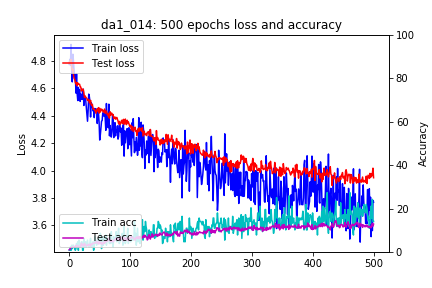 da1_014: 500 epochs loss and accuracy
Train loss
Test loss
Train acc
Test acc
Loss
4.8
4.6
4.4
4.2
4.0
3.8
3.6
Accuracy
100
80
60
40
20
0
0 100 200 300 400 500